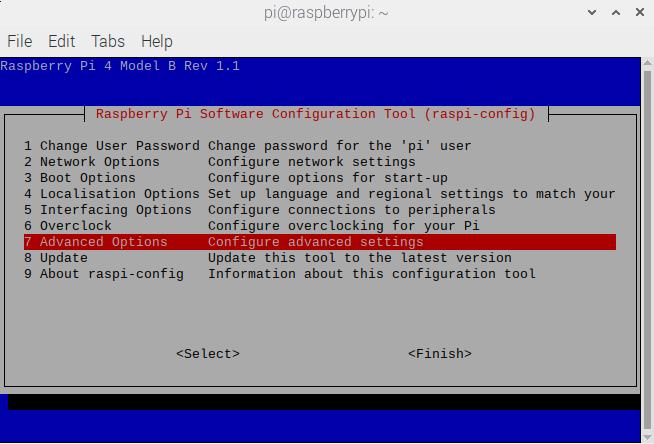 pi@raspberrypi: ~
File Edit Tabs Help
Raspberry Pi 4 Model B Rev 1.1
Raspberry Pi Software Configuration Tool (raspi-config)
1 Change User Password Change password for the 'pi' user
2 Network Options Configure network settings
3 Boot Options Configure options for start-up
4 Localisation Options Set up language and regional settings to match your
5 Interfacing Options Configure connections to peripherals
6 Overclock Configure overclocking for your Pi
7 Advanced Options Configure advanced settings
8 Update Update this tool to the latest version
9 About raspi-config Information about this configuration tool
<Select> <Finish>